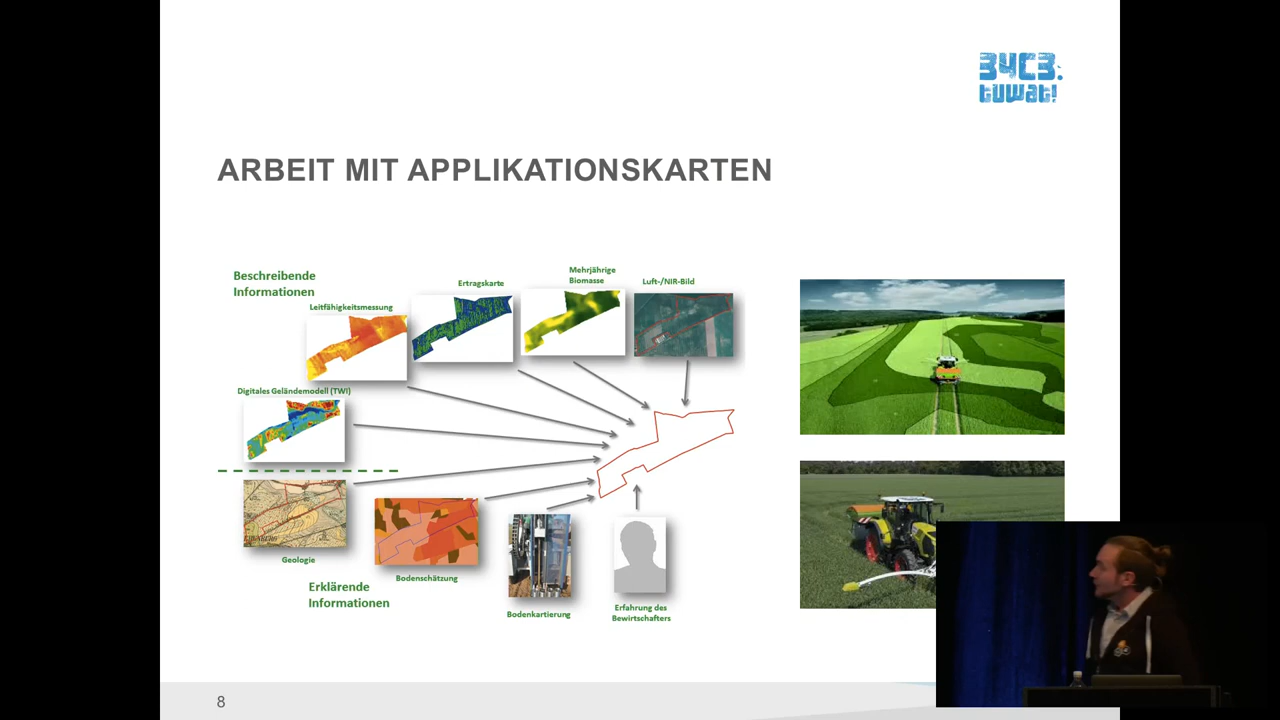 34C3.
tuwat!
ARBEIT MIT APPLIKATIONSKARTEN
Beschreibende
Informationen
Leitfähigkeitsmessung
Ertragskarte
Mehrjährige
Biomasse
Luft-/NIR-Bild
Digitales Geländemodell (TWI)
Geologie
Bodenschätzung
Erklärende
Informationen
Bodenkartierung
Erfahrung des
Bewirtschafters
8